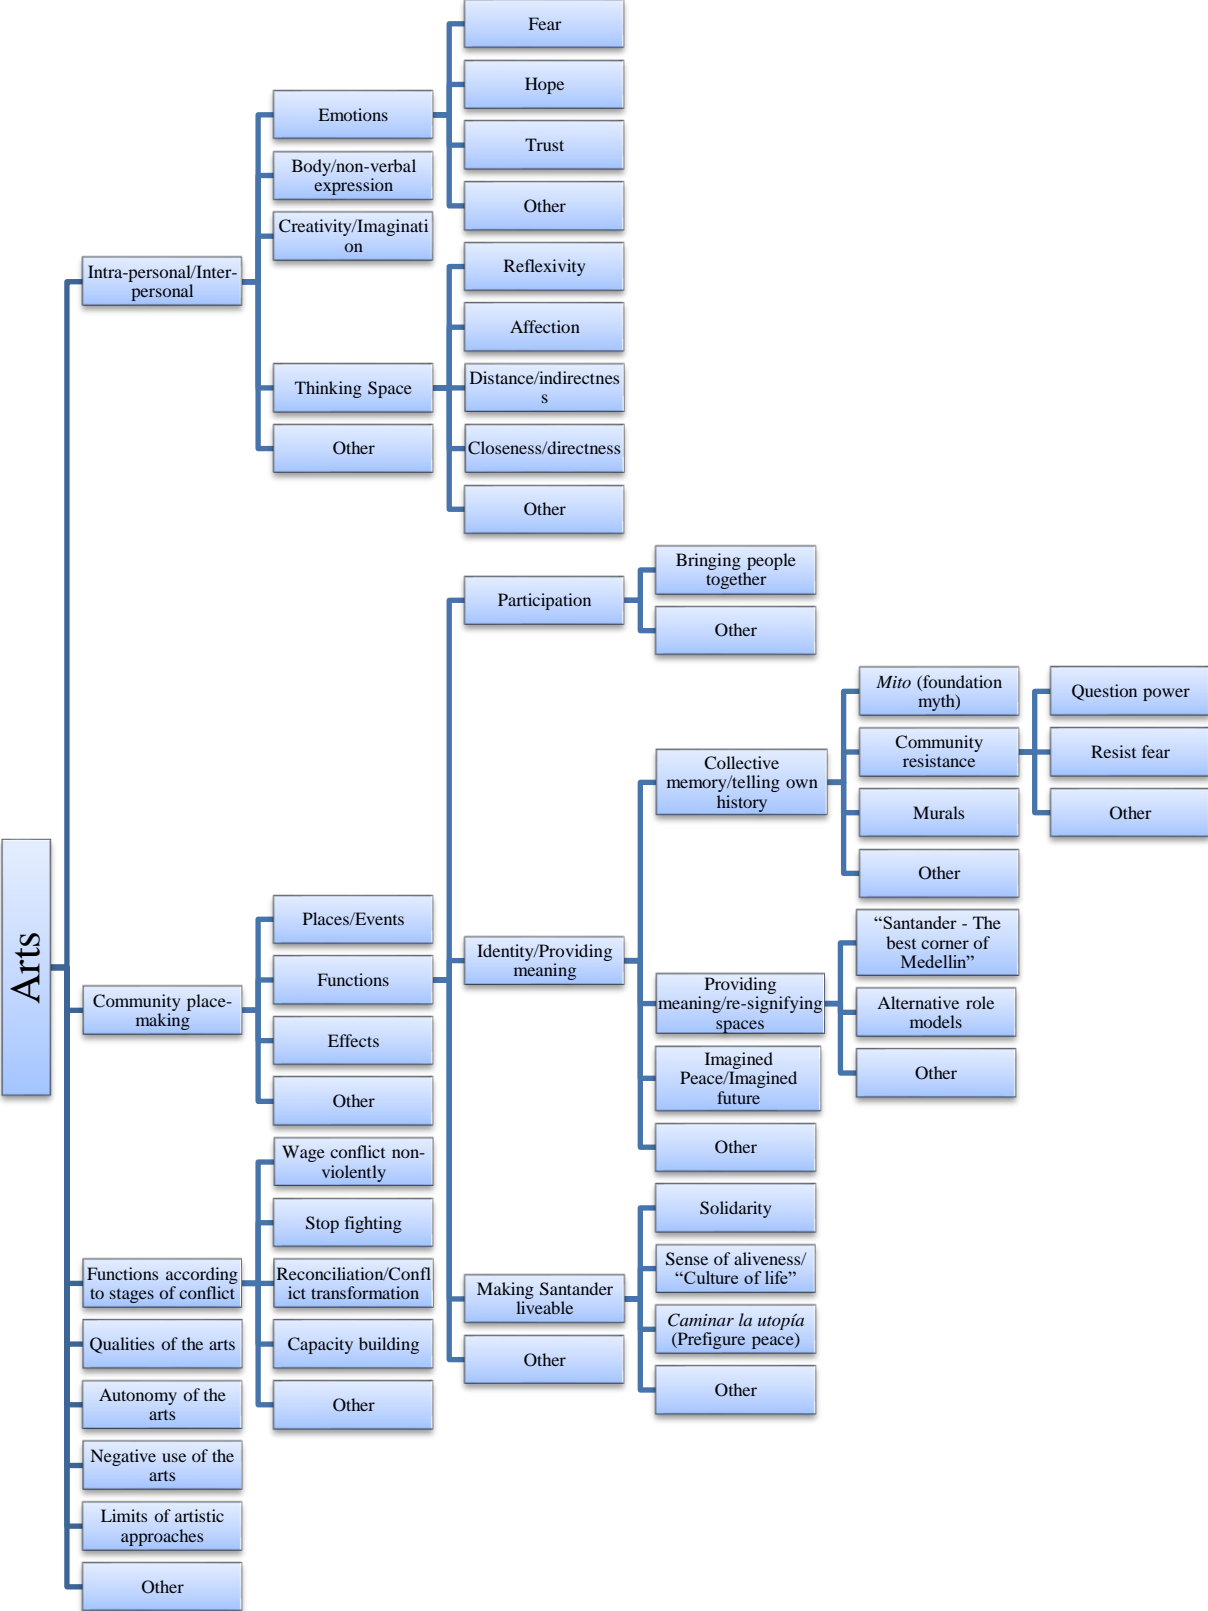 Arts
Intra-personal/Inter-
personal
Emotions
Fear
Hope
Trust
Other
Body/non-verbal
expression
Creativity/Imaginati
on
Thinking Space
Reflexivity
Affection
Distance/indirectnes
s
Closeness/directness
Other
Other
Community place-
making
Places/Events
Functions
Participation
Bringing people
together
Other
Identity/Providing
meaning
Collective
memory/telling own
history
Mito (foundation
myth)
Community
resistance
Question power
Resist fear
Other
Murals
Other
Providing
meaning/re-signifying
spaces
“Santander - The
best corner of
Medellin”
Alternative role
models
Other
Imagined
Peace/Imagined
future
Other
Making Santander
liveable
Solidarity
Sense of aliveness/
“Culture of life”
Caminar la utopía
(Prefigure peace)
Other
Other
Effects
Other
Functions according
to stages of conflict
Wage conflict non-
violently
Stop fighting
Reconciliation/Confl
ict transformation
Capacity building
Other
Qualities of the arts
Autonomy of the
arts
Negative use of the
arts
Limits of artistic
approaches
Other